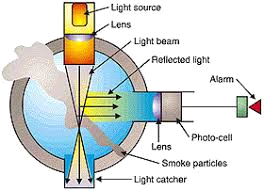 Light source
Lens
Light beam
Reflected light
Alarm
Lens
Photo-cell
Smoke particles
Light catcher